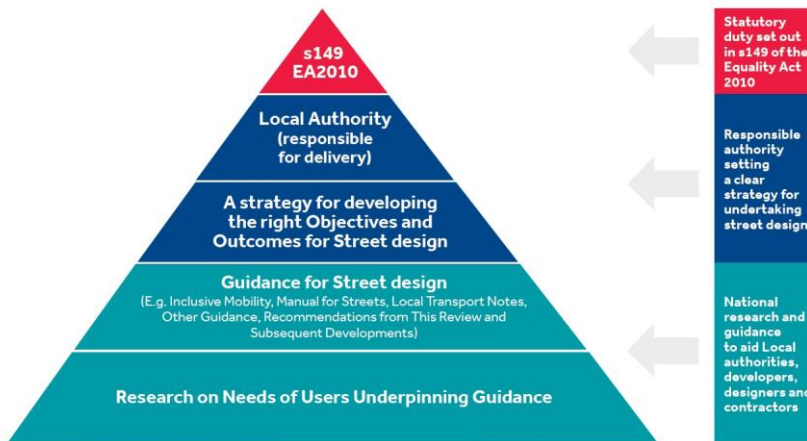 s149
EA2010
Local Authority
(responsible
for delivery)
A strategy for developing
the right Objectives and
Outcomes for Street design
Guidance for Street design
(E.g. Inclusive Mobility, Manual for Streets, Local Transport Notes,
Other Guidance, Recommendations from This Review and
Subsequent Developments)
Research on Needs of Users Underpinning Guidance
Statutory
duty set out
in s149 of the
Equality Act
2010
Responsible
authority
setting
a clear
strategy for
undertaking
street design
National
research and
guidance
to aid Local
authorities,
developers,
designers and
contractors